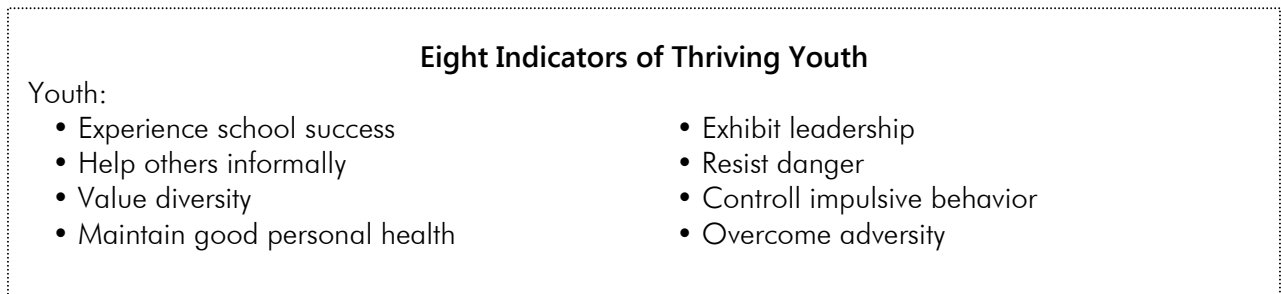 Eight Indicators of Thriving Youth
Youth:
• Experience school success
• Help others informally
• Value diversity
• Maintain good personal health
• Exhibit leadership
• Resist danger
• Controll impulsive behavior
• Overcome adversity